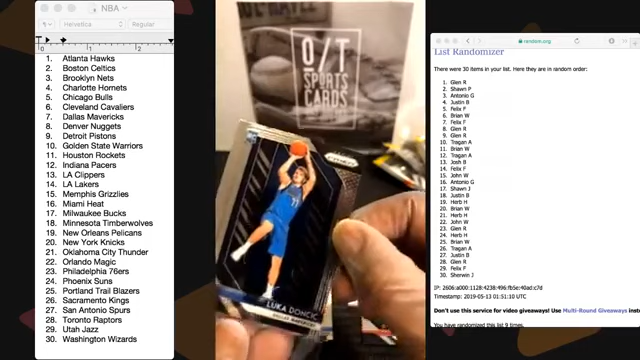 NBA
Helvetica
Regular
0
1
2
1. Atlanta Hawks
2. Boston Celtics
3. Brooklyn Nets
4. Charlotte Hornets
5. Chicago Bulls
6. Cleveland Cavaliers
7. Dallas Mavericks
8. Denver Nuggets
9. Detroit Pistons
10. Golden State Warriors
11. Houston Rockets
12. Indiana Pacers
13. LA Clippers
14. LA Lakers
15. Memphis Grizzlies
16. Miami Heat
17. Milwaukee Bucks
18. Minnesota Timberwolves
19. New Orleans Pelicans
20. New York Knicks
21. Oklahoma City Thunder
22. Orlando Magic
23. Philadelphia 76ers
24. Phoenix Suns
25. Portland Trail Blazers
26. Sacramento Kings
27. San Antonio Spurs
28. Toronto Raptors
29. Utah Jazz
30. Washington Wizards
O/T
SPORTS
CARDS
PRIZM
LUKA DONCIC
DALLAS MAVERICKS
random.org
List Randomizer
There were 30 items in your list. Here they are in random order:
1. Glen R
2. Shawn P
3. Antonio G
4. Justin B
5. Felix F
6. Brian W
7. Felix F
8. Glen R
9. Glen R
10. Tragan A
11. Brian W
12. Tragan A
13. Josh B
14. Felix F
15. John W
16. Antonio G
17. Shawn J
18. Justin B
19. Herb H
20. Brian W
21. Herb H
22. John W
23. Glen R
24. Herb H
25. Brian W
26. Tragan A
27. Justin B
28. Glen R
29. Felix F
30. Sherwin J
Timestamp: 2019-05-13 01:51:10 UTC
Don't use this service for video giveaways! Use Multi-Round Giveaways
You have randomized this list 9 times.